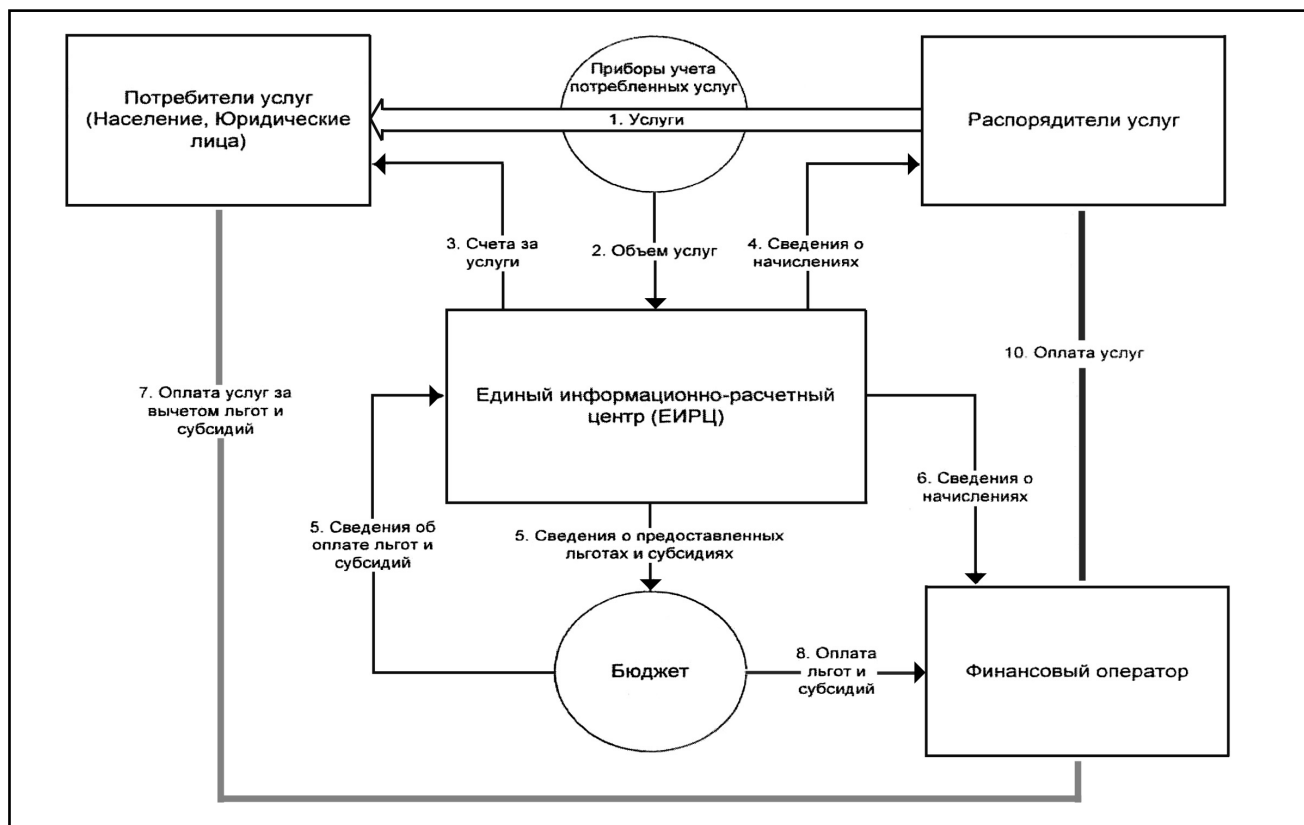 Потребители услуг
(Население, Юридические
лица)
Приборы учета
потребленных услуг
1. Услуги
Распорядители услуг
3. Счета за
услуги
2. Объем услуг
4. Сведения о
начислениях
7. Оплата услуг за
вычетом льгот и
субсидий
Единый информационно-расчетный
центр (ЕИРЦ)
10. Оплата услуг
6. Сведения о
начислениях
5. Сведения об
оплате льгот и
субсидий
5. Сведения о предоставленных
льготах и субсидиях
Бюджет
8. Оплата
льгот и
субсидий
Финансовый оператор